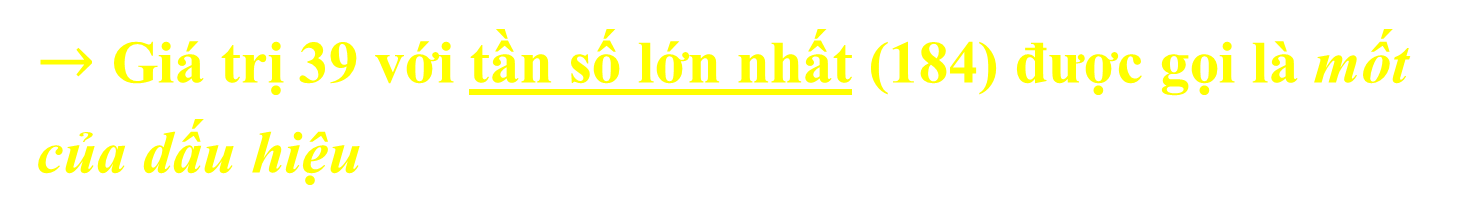 → Giá trị 39 với tần số lớn nhất (184) được gọi là mốt
của dấu hiệu